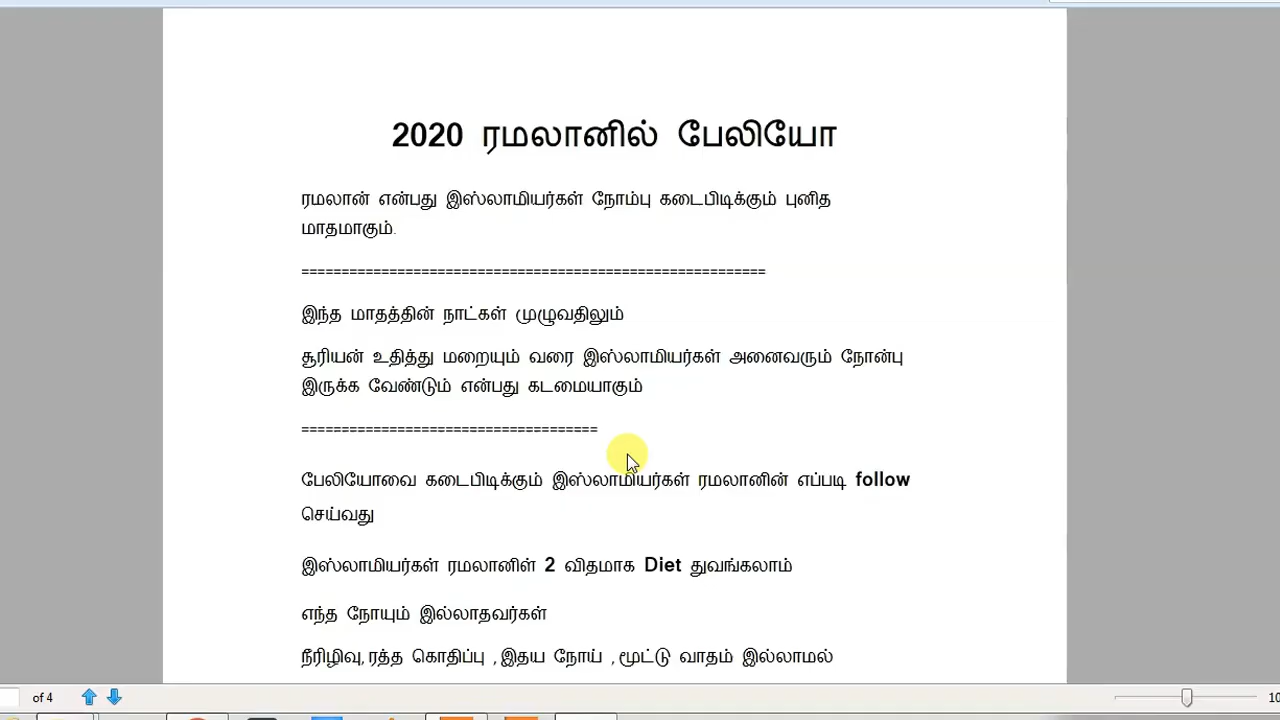 2020 ரமலானில் பேலியோ
ரமலான் என்பது இஸ்லாமியர்கள் நோம்பு கடைபிடிக்கும் புனித
மாதமாகும்.
=========================================================
இந்த மாதத்தின் நாட்கள் முழுவதிலும்
சூரியன் உதித்து மறையும் வரை இஸ்லாமியர்கள் அனைவரும் நோன்பு
இருக்க வேண்டும் என்பது கடமையாகும்
====================================
பேலியோவை கடைபிடிக்கும் இஸ்லாமியர்கள் ரமலானின் எப்படி follow
செய்வது
இஸ்லாமியர்கள் ரமலானிள் 2 விதமாக Diet துவங்கலாம்
எந்த நோயும் இல்லாதவர்கள்
நீரிழிவு,ரத்த கொதிப்பு ,இதய நோய் ,மூட்டு வாதம் இல்லாமல்
of 4
10